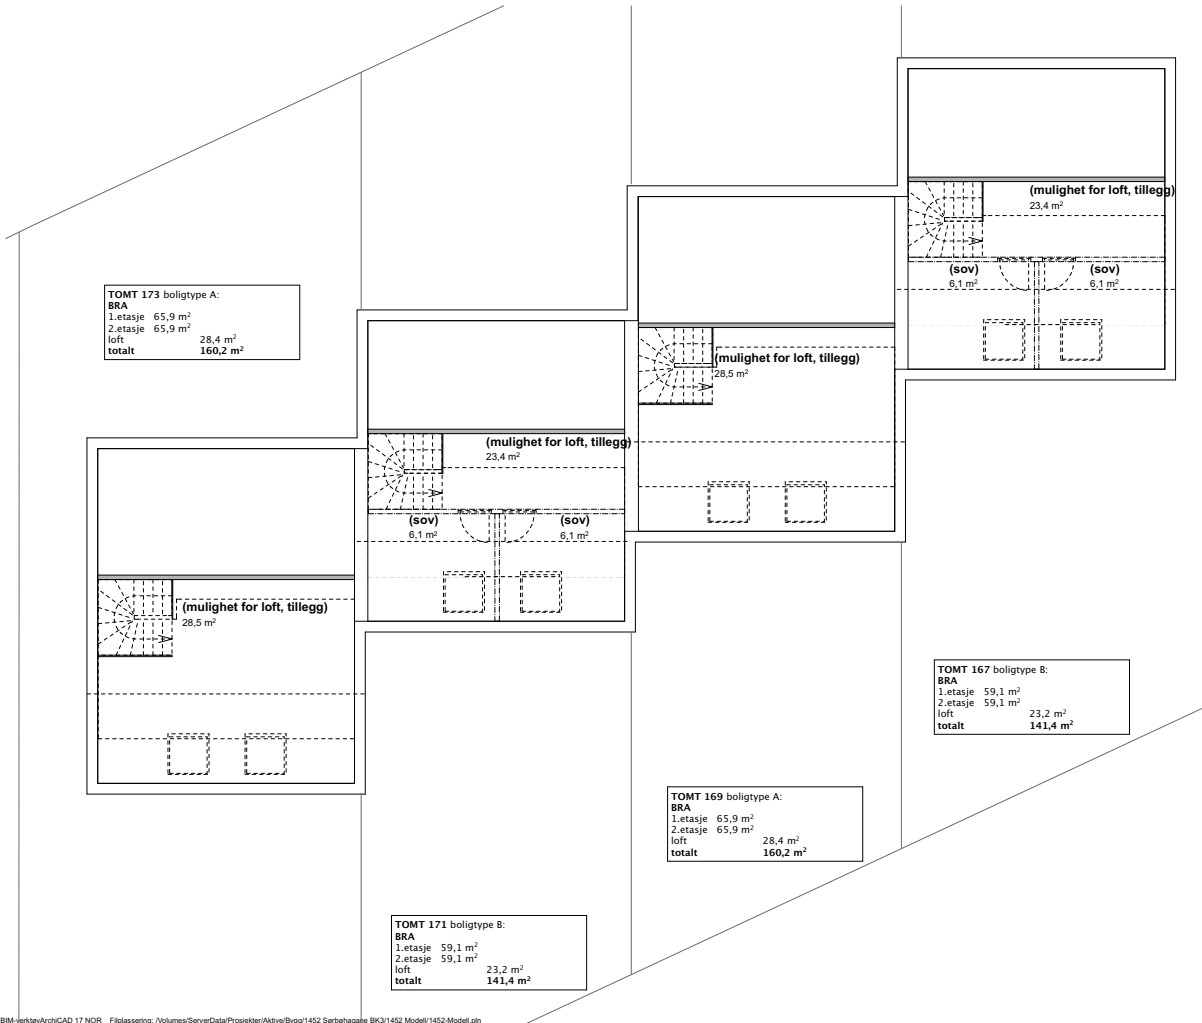 (mulighet for loft, tillegg)
23,4 m²
(sov)
6,1 m²
(sov)
6,1 m²
TOMT 173 boligtype A:
BRA
1.etasje 65,9 m²
2.etasje 65,9 m²
loft 28,4 m²
totalt 160,2 m²
(mulighet for loft, tillegg)
28,5 m²
(mulighet for loft, tillegg)
23,4 m²
(sov)
6,1 m²
(sov)
6,1 m²
(mulighet for loft, tillegg)
28,5 m²
TOMT 167 boligtype B:
BRA
1.etasje 59,1 m²
2.etasje 59,1 m²
loft 23,2 m²
totalt 141,4 m²
TOMT 169 boligtype A:
BRA
1.etasje 65,9 m²
2.etasje 65,9 m²
loft 28,4 m²
totalt 160,2 m²
TOMT 171 boligtype B:
BRA
1.etasje 59,1 m²
2.etasje 59,1 m²
loft 23,2 m²
totalt 141,4 m²
BIM-verktøyArchiCAD 17 NOR Filplassering: /Volumes/ServerData/Prosjekter/Aktive/Bygg/1452 Sørbøhagane BK3/1452 Modell/1452-Modell.pln